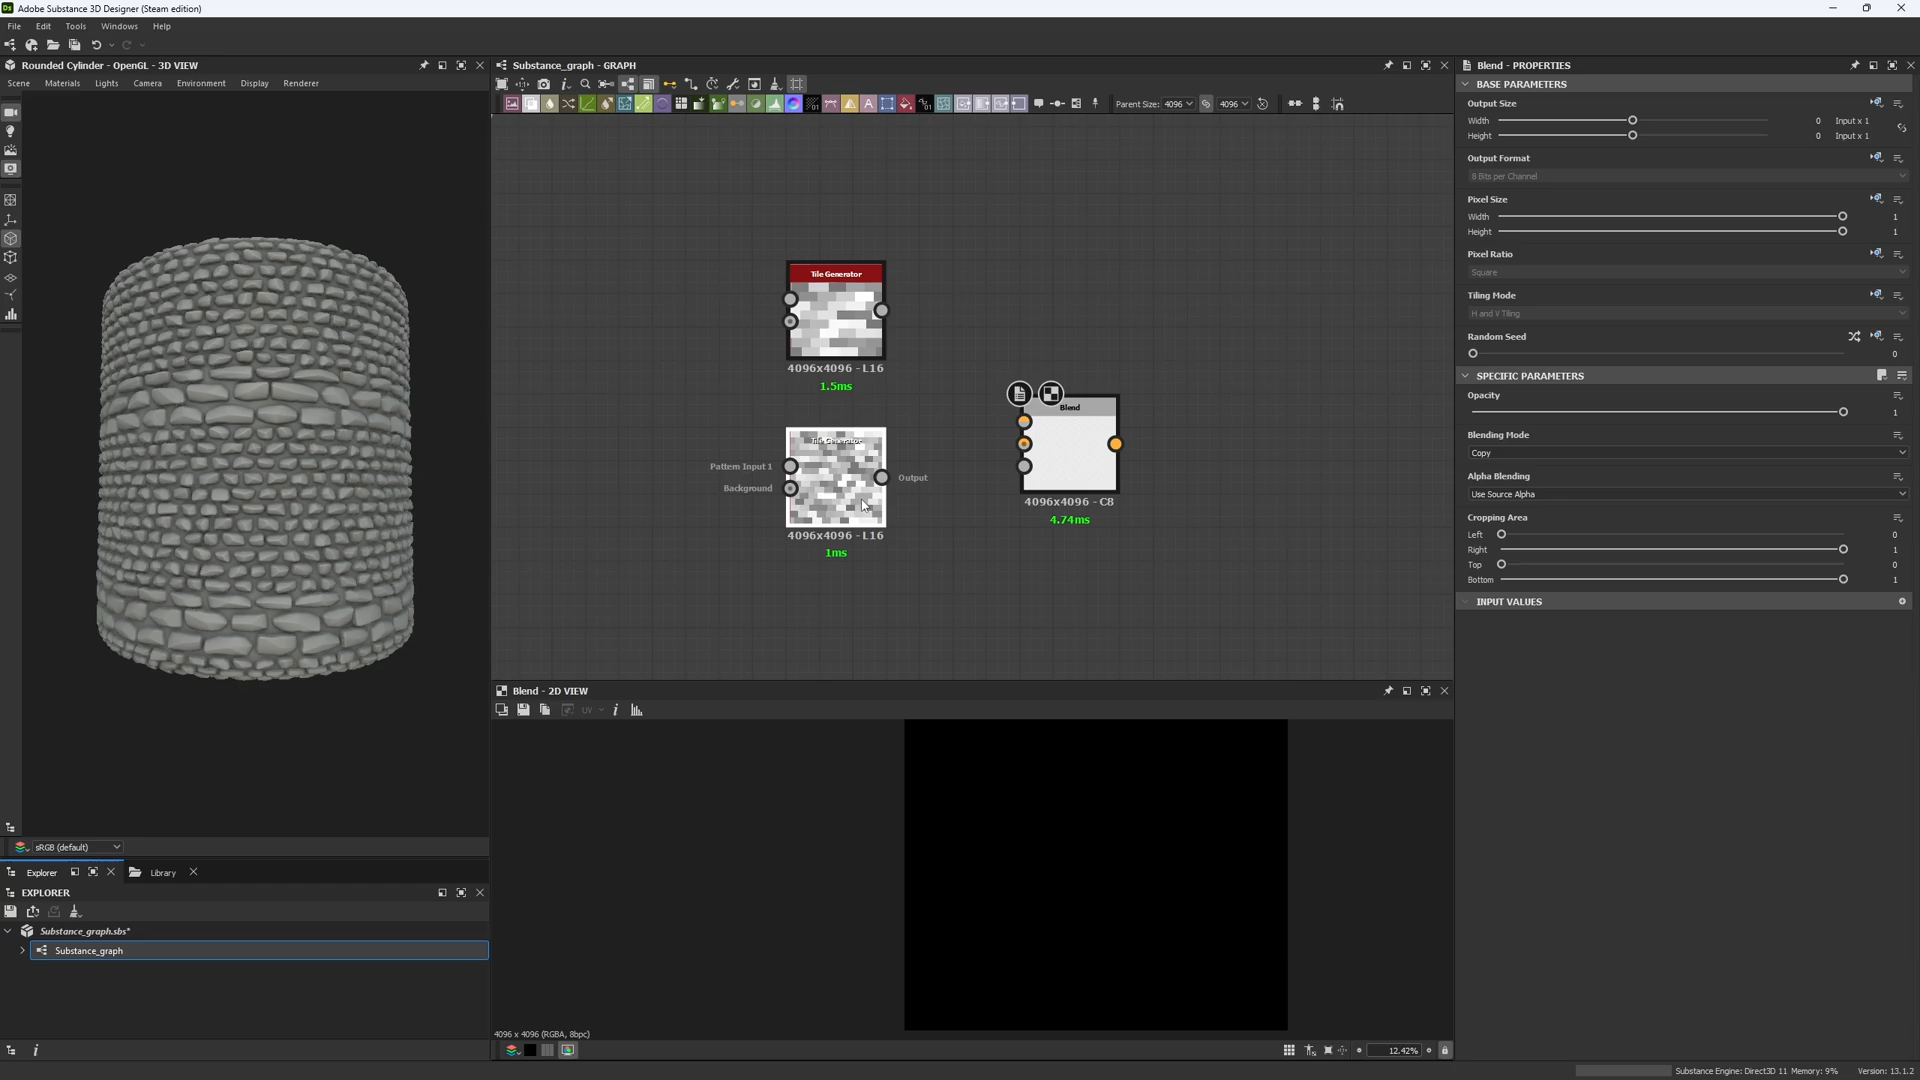 Adobe Substance 3D Designer (Steam edition)
File Edit Tools Windows Help
Rounded Cylinder - OpenGL - 3D VIEW
Scene Materials Lights Camera Environment Display Renderer
Substance_graph - GRAPH
Parent Size: 4096 4096
Tile Generator
4096x4096 - L16
1.5ms
Tile Generator
Pattern Input 1
Background
Output
4096x4096 - L16
1ms
Blend
4096x4096 - C8
4.74ms
Blend - 2D VIEW
UV
4096 x 4096 (RGBA, 8bpc)
12.42%
sRGB (default)
Explorer Library
EXPLORER
Substance_graph.sbs*
Substance_graph
Blend - PROPERTIES
BASE PARAMETERS
Output Size
Width 0 Input x 1
Height 0 Input x 1
Output Format
8 Bits per Channel
Pixel Size
Width 1
Height 1
Pixel Ratio
Square
Tiling Mode
H and V Tiling
Random Seed
0
SPECIFIC PARAMETERS
Opacity
1
Blending Mode
Copy
Alpha Blending
Use Source Alpha
Cropping Area
Left 0
Right 1
Top 0
Bottom 1
INPUT VALUES
Substance Engine: Direct3D 11 Memory: 9% Version: 13.1.2